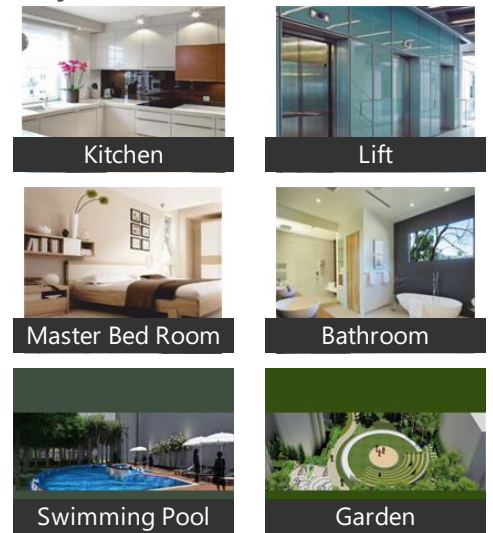 Kitchen
Lift
Master Bed Room
Bathroom
Swimming Pool
Garden